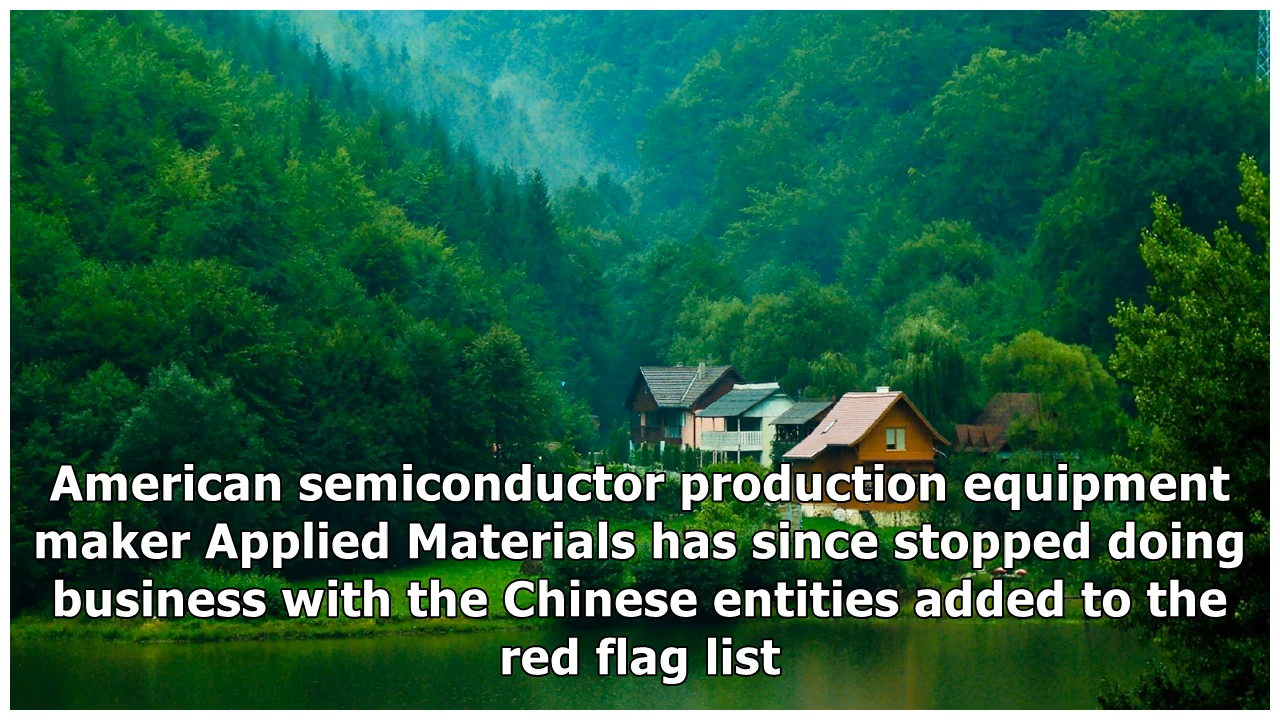 American semiconductor production equipment
maker Applied Materials has since stopped doing
business with the Chinese entities added to the
red flag list